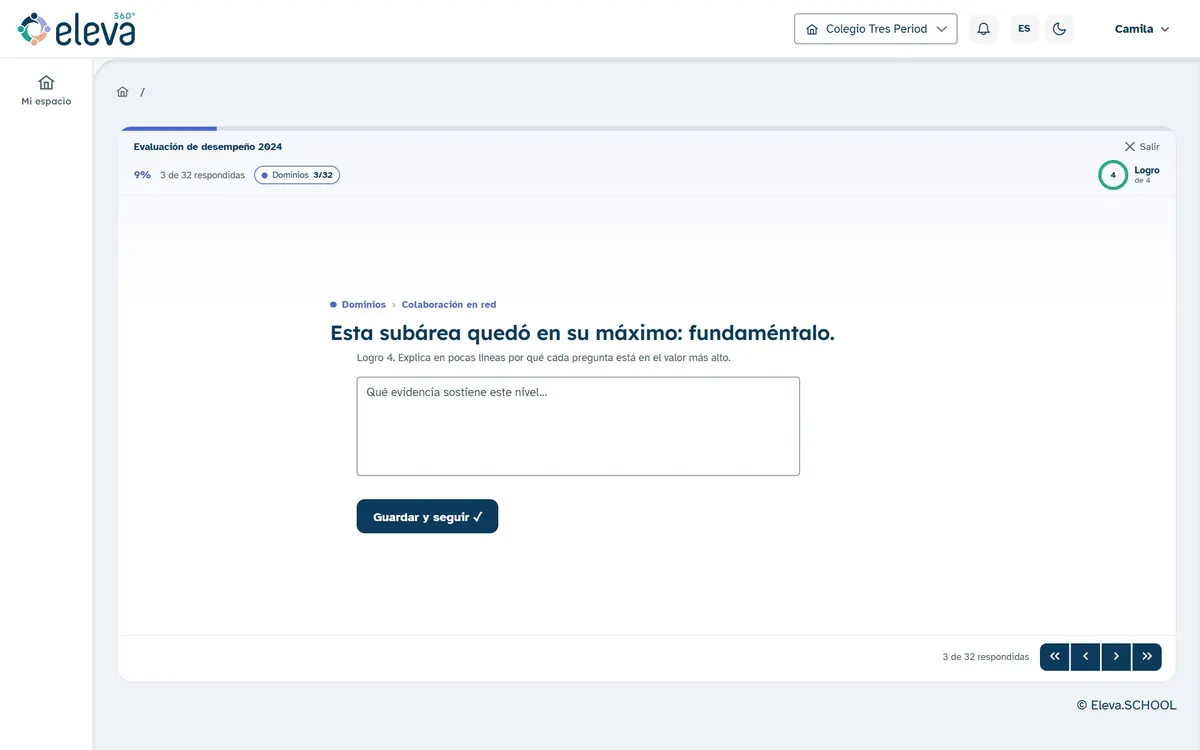 eleva 360°
Colegio Tres Period
ES
Camila
Mi espacio
/
Evaluación de desempeño 2024
Salir
9% 3 de 32 respondidas Dominios 3/32
4 Logro
de 4
Dominios › Colaboración en red
Esta subárea quedó en su máximo: fundaméntalo.
Logro 4. Explica en pocas líneas por qué cada pregunta está en el valor más alto.
Qué evidencia sostiene este nivel...
Guardar y seguir ✓
3 de 32 respondidas
© Eleva.SCHOOL